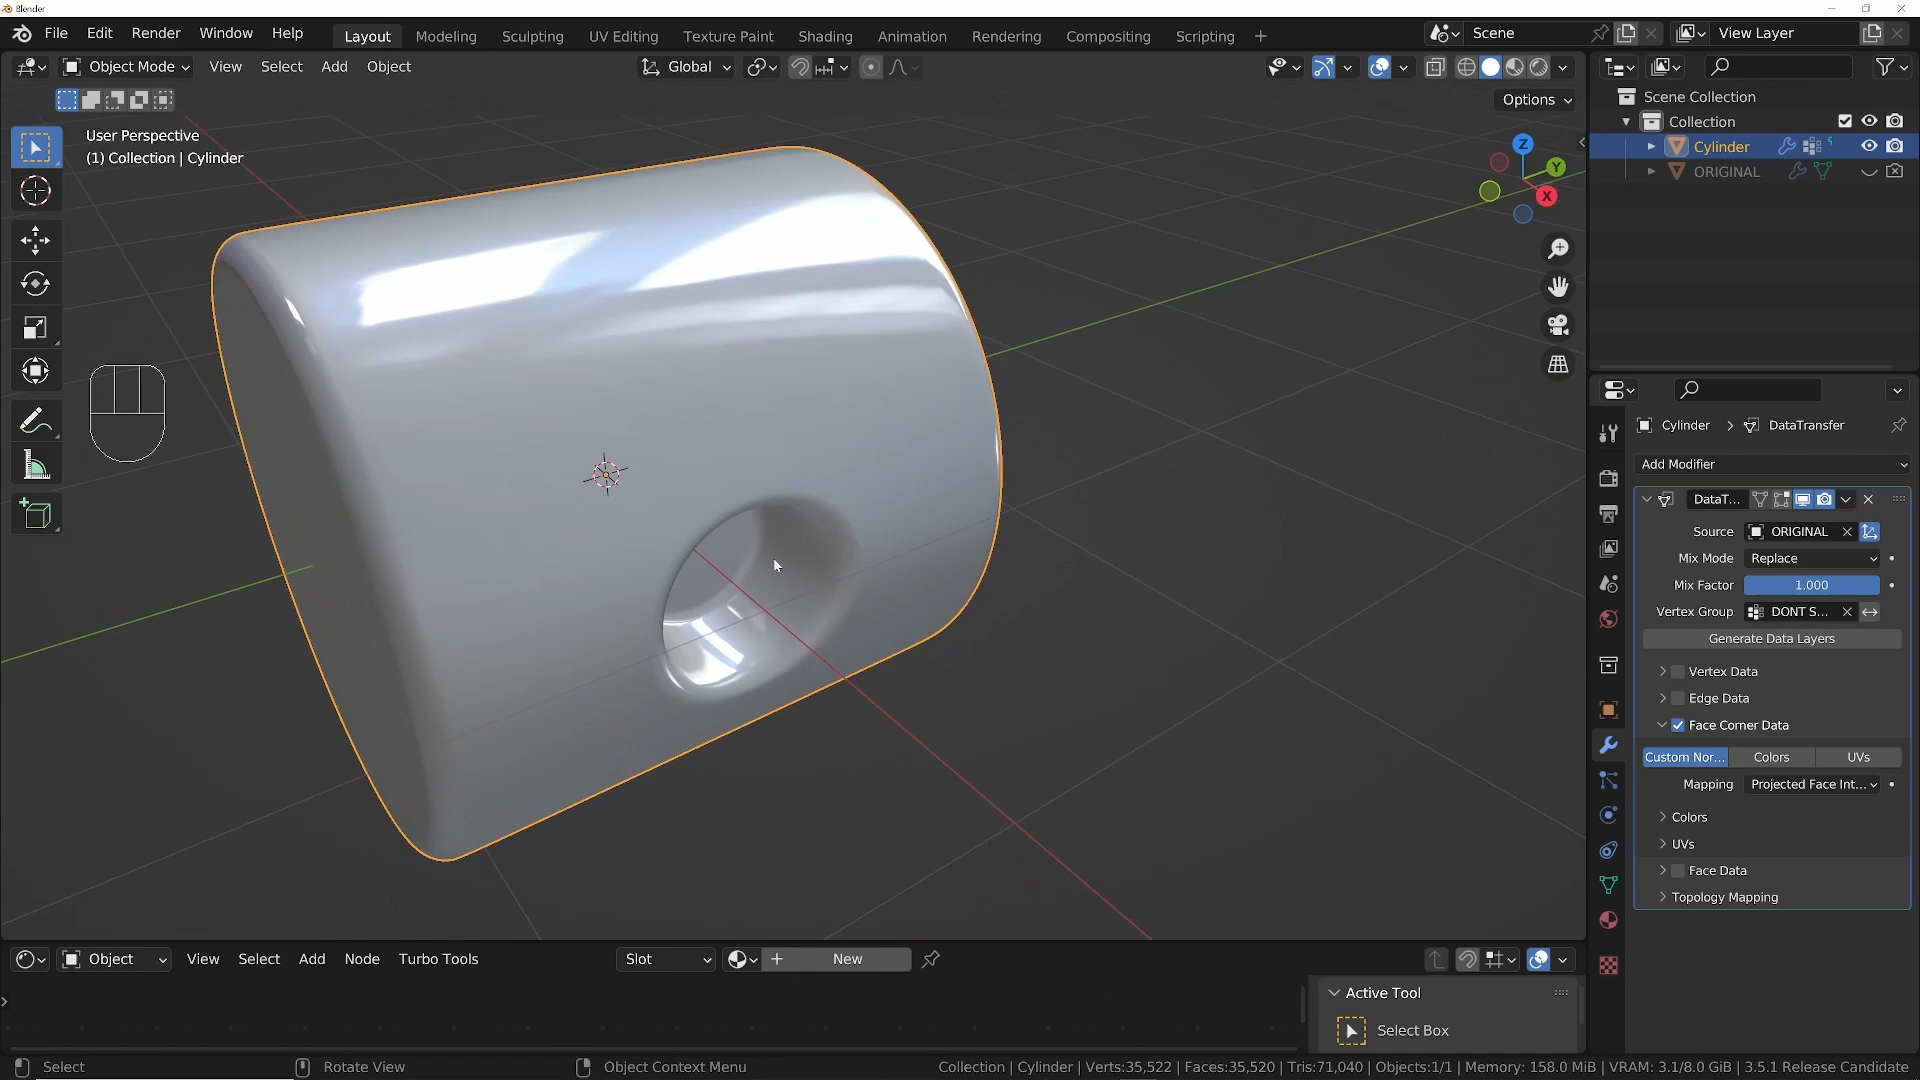 Blender
File Edit Render Window Help Layout Modeling Sculpting UV Editing Texture Paint Shading Animation Rendering Compositing Scripting + Scene View Layer
Object Mode View Select Add Object Global
Options
User Perspective
(1) Collection | Cylinder
Z
Y
X
Scene Collection
Collection
Cylinder
ORIGINAL
Cylinder > DataTransfer
Add Modifier
DataT...
Source ORIGINAL
Mix Mode Replace
Mix Factor 1.000
Vertex Group DONT S...
Generate Data Layers
Vertex Data
Edge Data
Face Corner Data
Custom Nor... Colors UVs
Mapping Projected Face Int...
Colors
UVs
Face Data
Topology Mapping
Object View Select Add Node Turbo Tools Slot + New
Active Tool
Select Box
Select Rotate View Object Context Menu Collection | Cylinder | Verts:35,522 | Faces:35,520 | Tris:71,040 | Objects:1/1 | Memory: 158.0 MiB | VRAM: 3.1/8.0 GiB | 3.5.1 Release Candidate